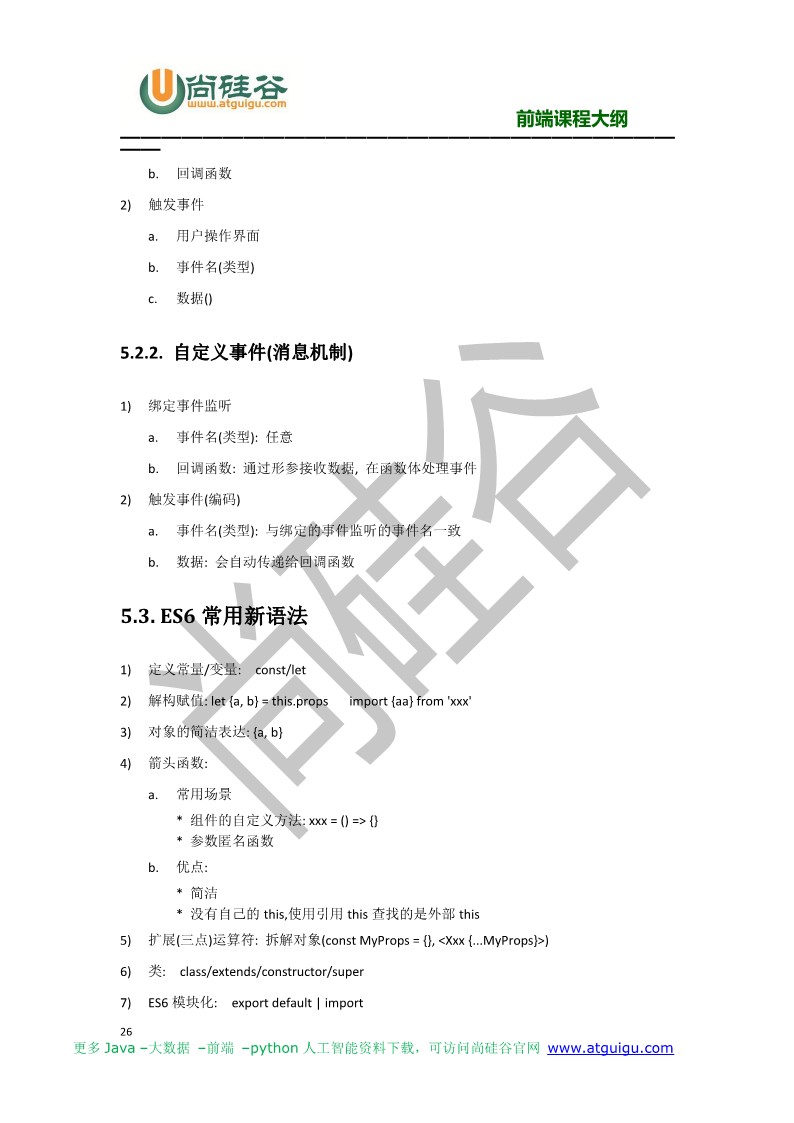 尚硅谷
www.atguigu.com
前端课程大纲
b. 回调函数
2) 触发事件
a. 用户操作界面
b. 事件名(类型)
c. 数据()
5.2.2. 自定义事件(消息机制)
1) 绑定事件监听
a. 事件名(类型): 任意
b. 回调函数: 通过形参接收数据, 在函数体处理事件
2) 触发事件(编码)
a. 事件名(类型): 与绑定的事件监听的事件名一致
b. 数据: 会自动传递给回调函数
5.3. ES6 常用新语法
1) 定义常量/变量: const/let
2) 解构赋值: let {a, b} = this.props import {aa} from 'xxx'
3) 对象的简洁表达: {a, b}
4) 箭头函数:
a. 常用场景
* 组件的自定义方法: xxx = () => {}
* 参数匿名函数
b. 优点:
* 简洁
* 没有自己的 this,使用引用 this 查找的是外部 this
5) 扩展(三点)运算符: 拆解对象(const MyProps = {}, <Xxx {...MyProps}>)
6) 类: class/extends/constructor/super
7) ES6 模块化: export default | import
26
更多 Java –大数据 –前端 –python 人工智能资料下载，可访问尚硅谷官网 www.atguigu.com
尚硅谷